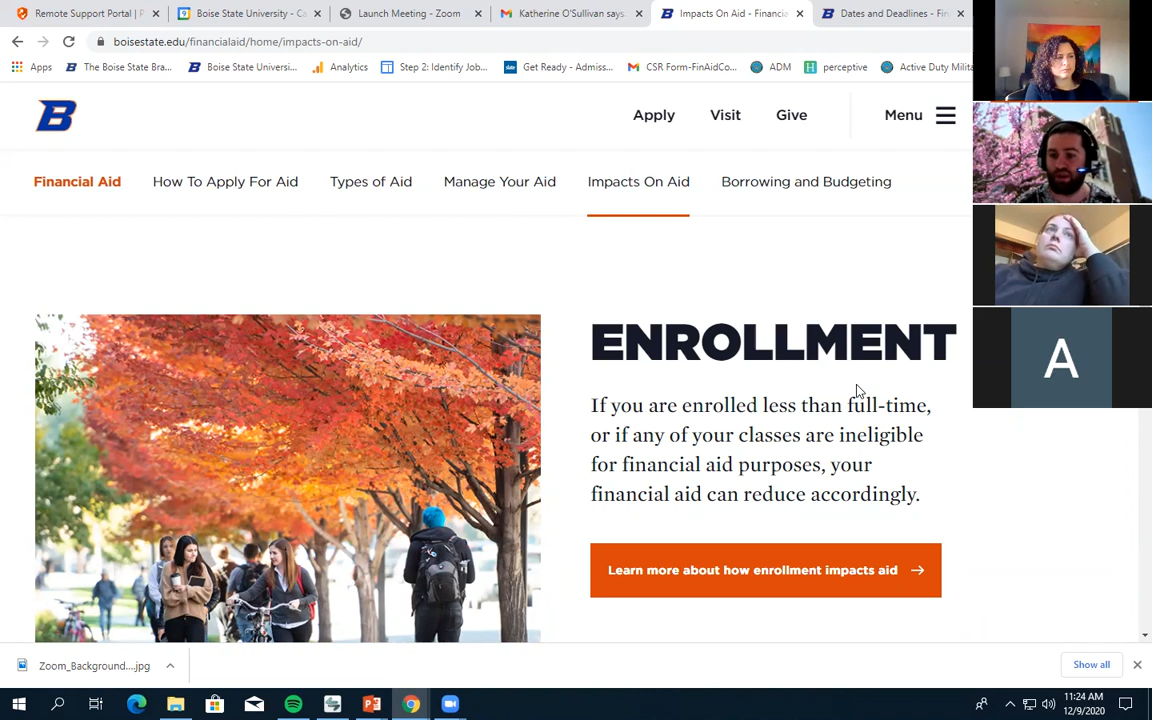 Remote Support Portal | P
Boise State University - Ca
Launch Meeting - Zoom
Katherine O'Sullivan says
Impacts On Aid - Financia
Dates and Deadlines - Fin
boisestate.edu/financialaid/home/impacts-on-aid/
Apps
The Boise State Bra...
Boise State Universi...
Analytics
Step 2: Identify Job...
Get Ready - Admiss...
CSR Form-FinAidCo...
ADM
perceptive
Active Duty Milita
B
Apply
Visit
Give
Menu
Financial Aid
How To Apply For Aid
Types of Aid
Manage Your Aid
Impacts On Aid
Borrowing and Budgeting
ENROLLMENT
If you are enrolled less than full-time,
or if any of your classes are ineligible
for financial aid purposes, your
financial aid can reduce accordingly.
Learn more about how enrollment impacts aid
A
Zoom_Background....jpg
Show all
11:24 AM
12/9/2020